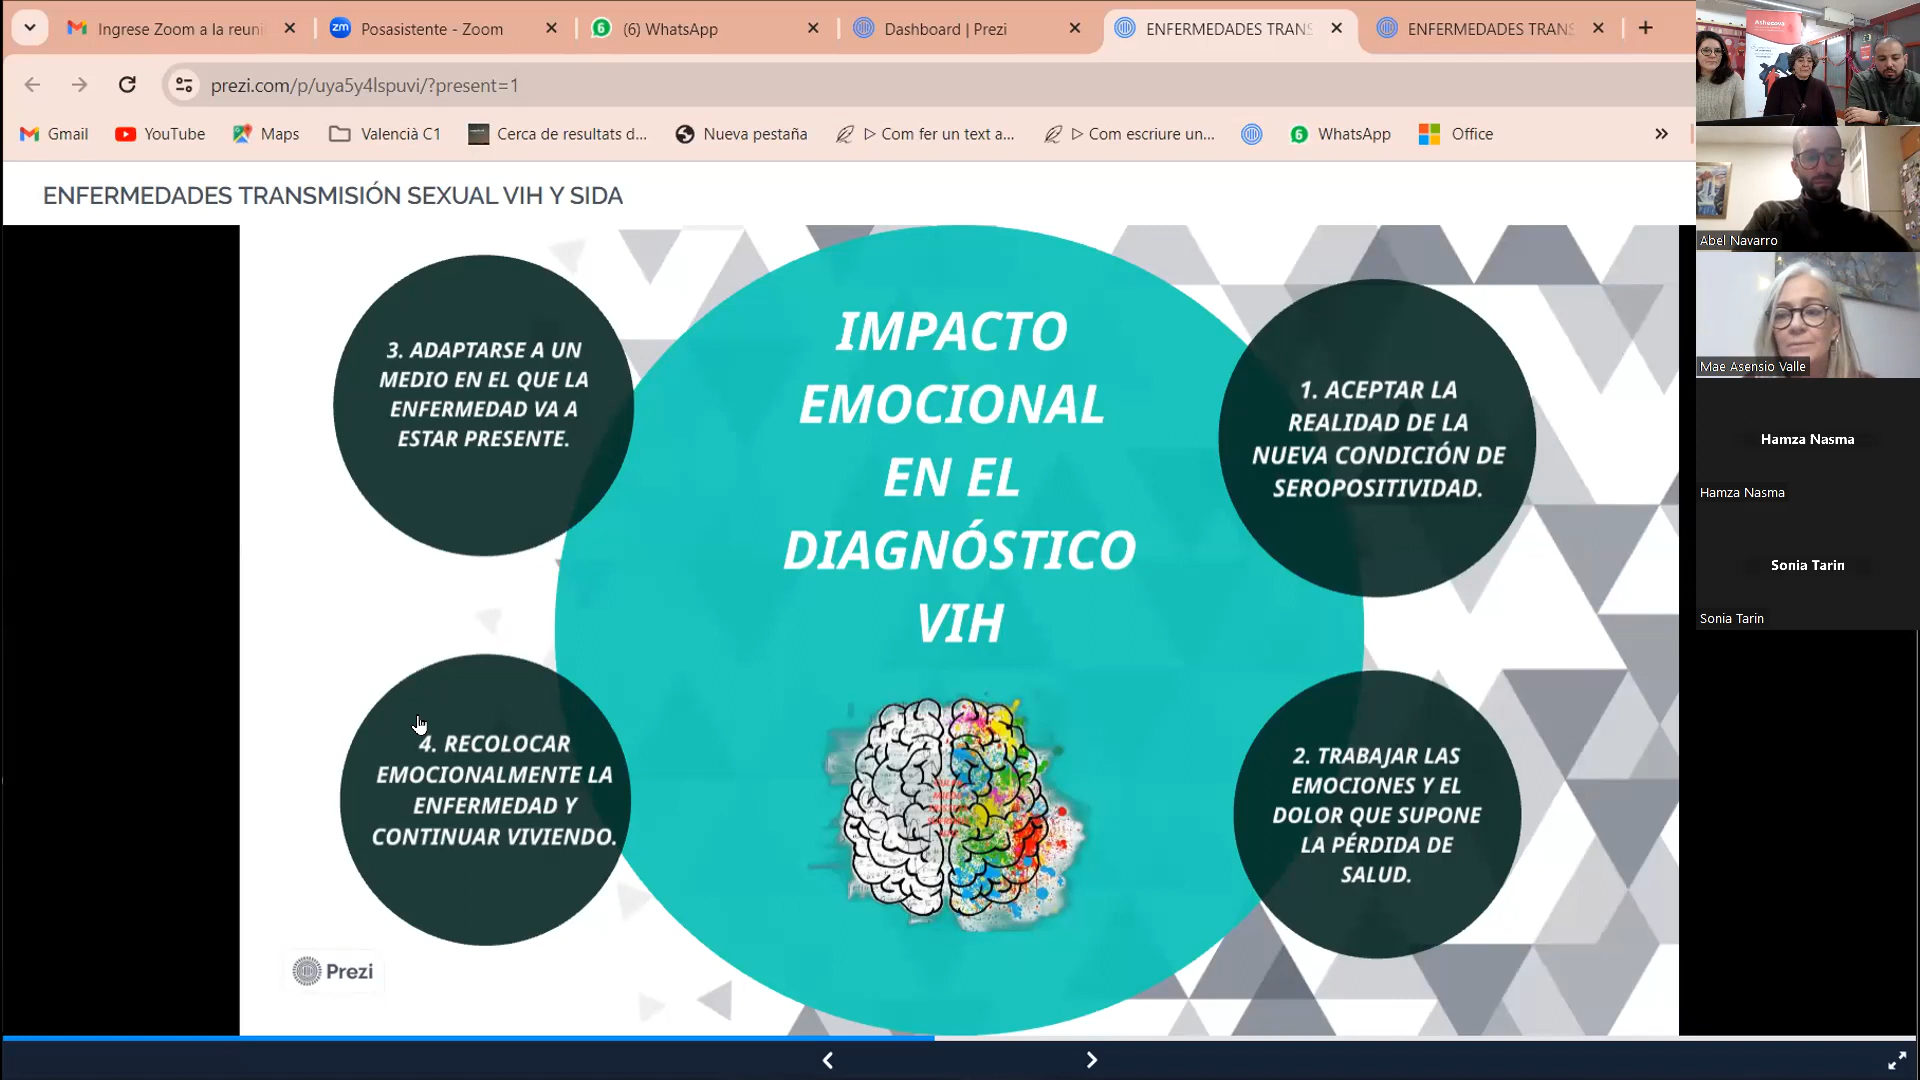 Ingrese Zoom a la reuni
Posasistente - Zoom
(6) WhatsApp
Dashboard | Prezi
ENFERMEDADES TRANS
ENFERMEDADES TRANS
prezi.com/p/uya5y4lspuvi/?present=1
Gmail
YouTube
Maps
Valencià C1
Cerca de resultats d...
Nueva pestaña
▷ Com fer un text a...
▷ Com escriure un...
WhatsApp
Office
ENFERMEDADES TRANSMISIÓN SEXUAL VIH Y SIDA
IMPACTO
EMOCIONAL
EN EL
DIAGNÓSTICO
VIH
1. ACEPTAR LA
REALIDAD DE LA
NUEVA CONDICIÓN DE
SEROPOSITIVIDAD.
2. TRABAJAR LAS
EMOCIONES Y EL
DOLOR QUE SUPONE
LA PÉRDIDA DE
SALUD.
3. ADAPTARSE A UN
MEDIO EN EL QUE LA
ENFERMEDAD VA A
ESTAR PRESENTE.
4. RECOLOCAR
EMOCIONALMENTE LA
ENFERMEDAD Y
CONTINUAR VIVIENDO.
Prezi
Abel Navarro
Mae Asensio Valle
Hamza Nasma
Hamza Nasma
Sonia Tarin
Sonia Tarin